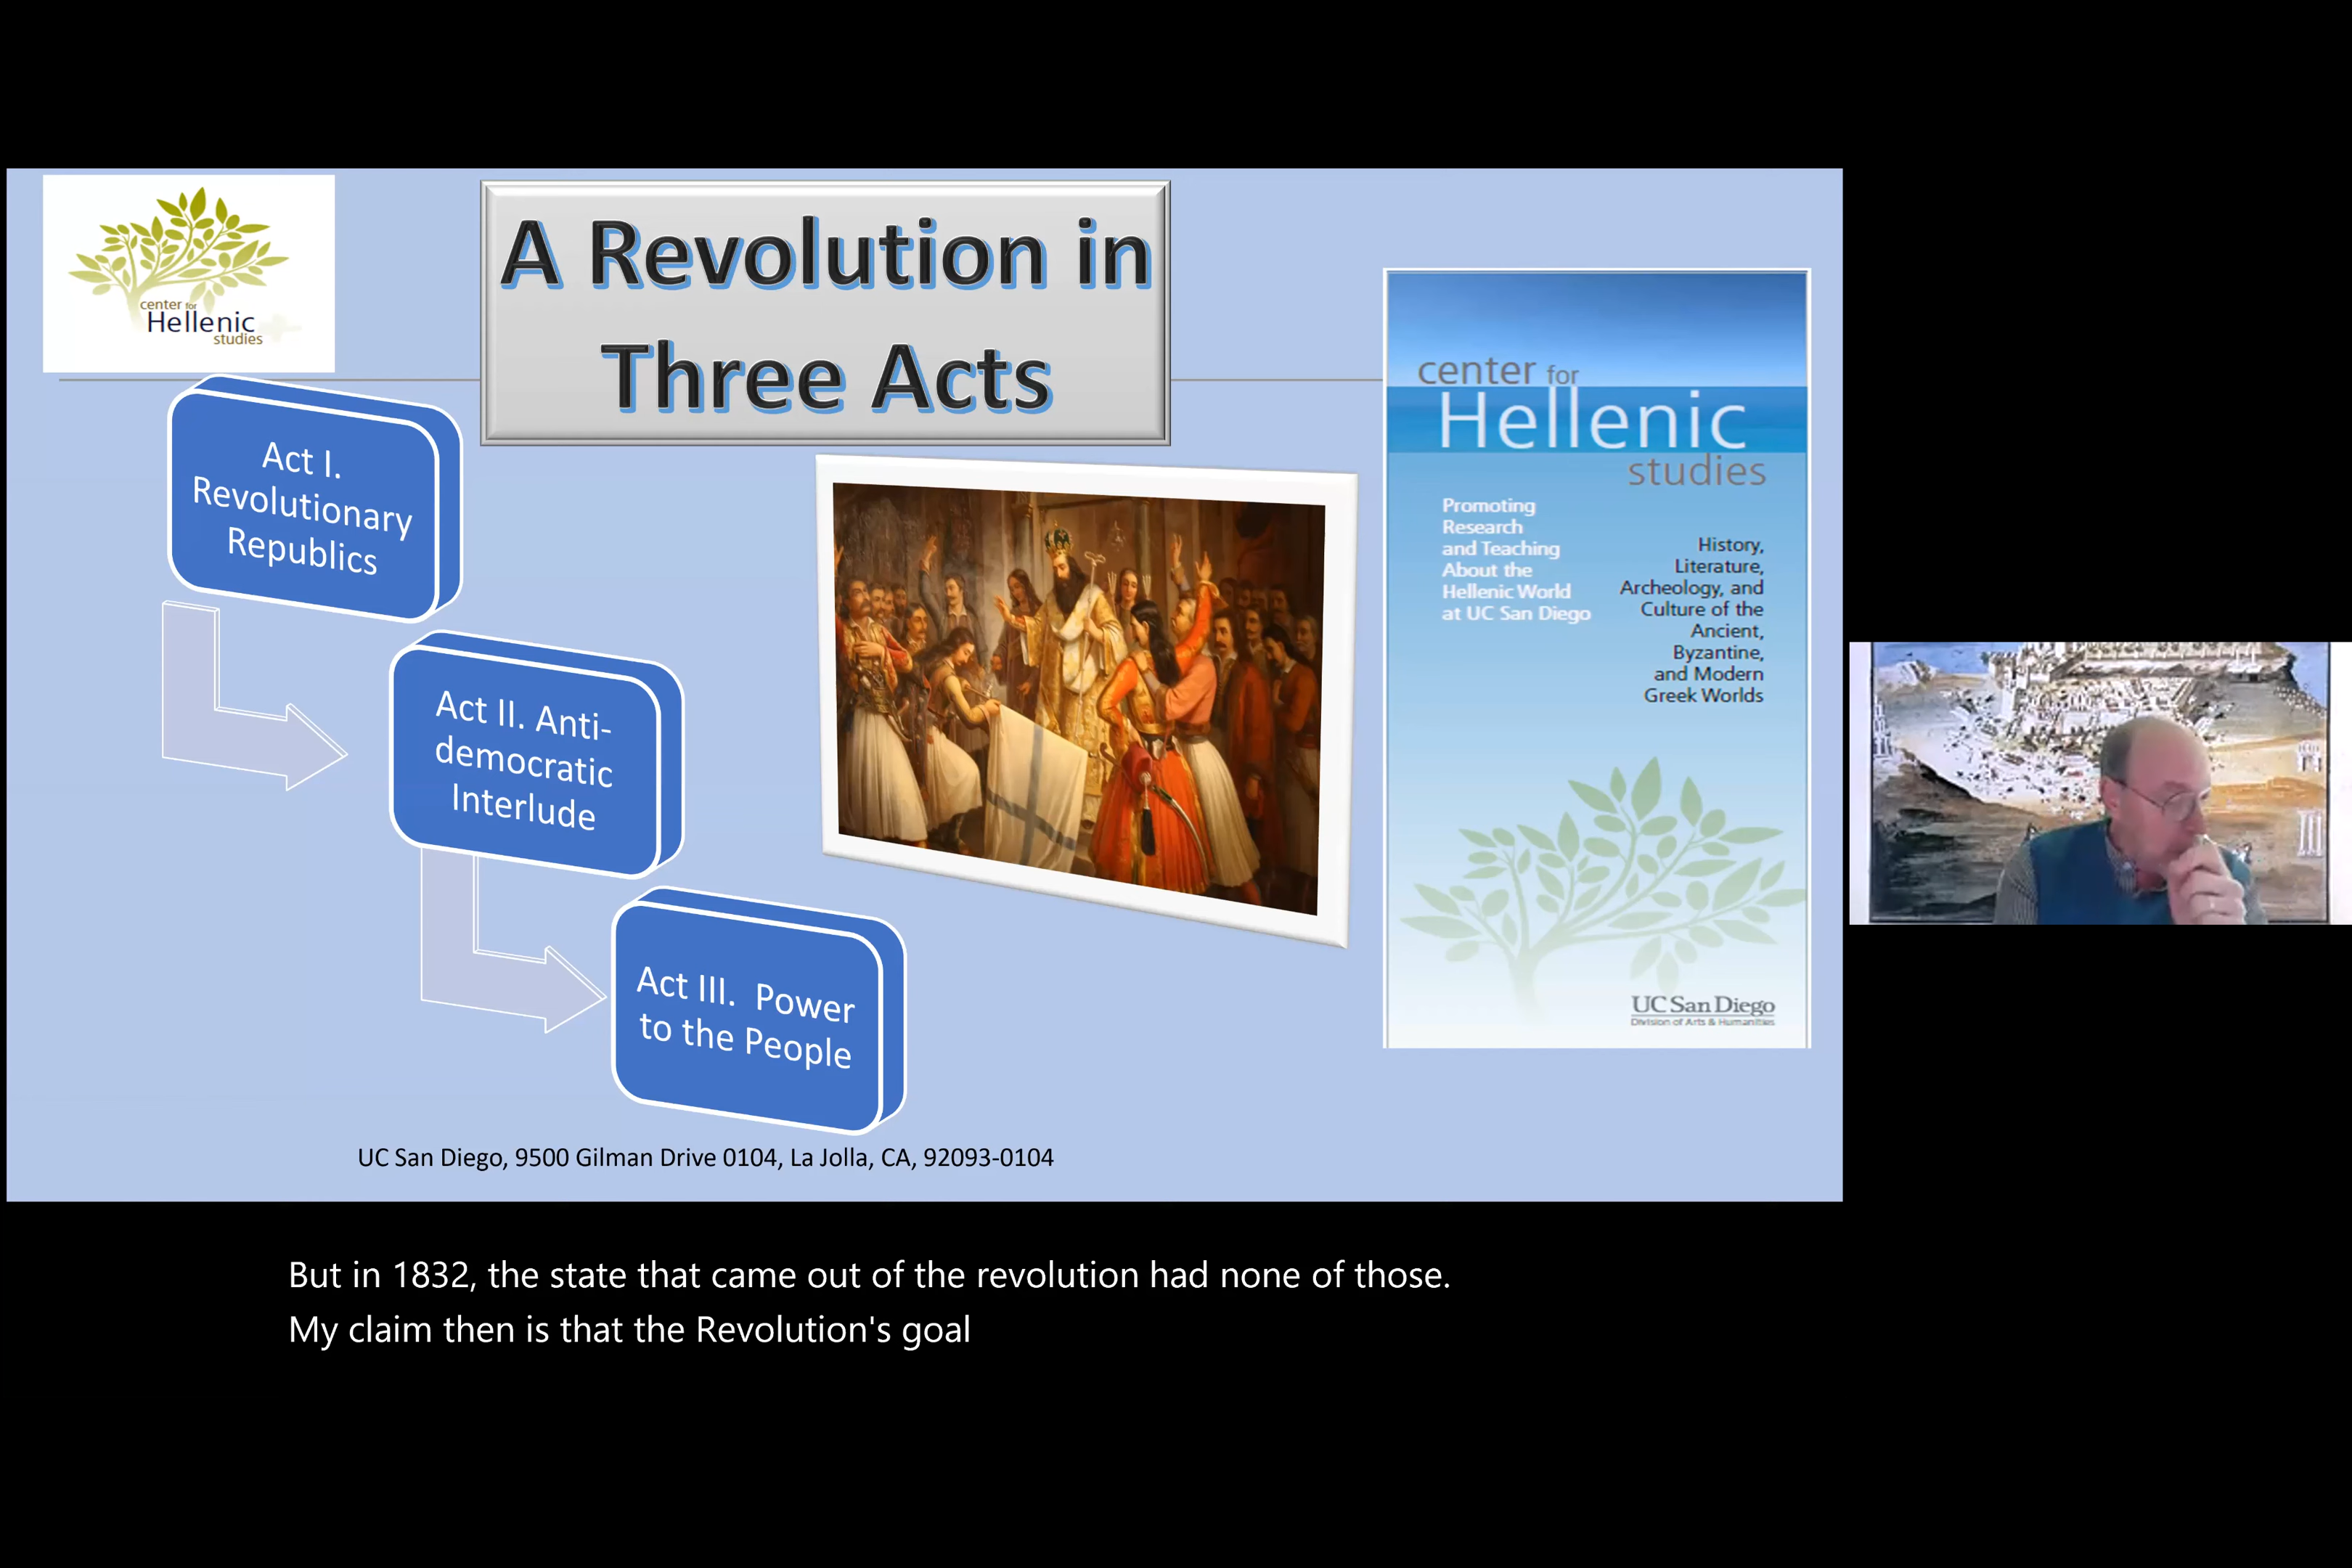 center for
Hellenic
studies
A Revolution in
Three Acts
Act I.
Revolutionary
Republics
Act II. Anti-
democratic
Interlude
Act III.  Power
to the People
center for
Hellenic
studies
Promoting
Research
and Teaching
About the
Hellenic World
at UC San Diego
History,
Literature,
Archeology, and
Culture of the
Ancient,
Byzantine,
and Modern
Greek Worlds
UC San Diego
Division of Arts & Humanities
UC San Diego, 9500 Gilman Drive 0104, La Jolla, CA, 92093-0104
But in 1832, the state that came out of the revolution had none of those.
My claim then is that the Revolution's goal